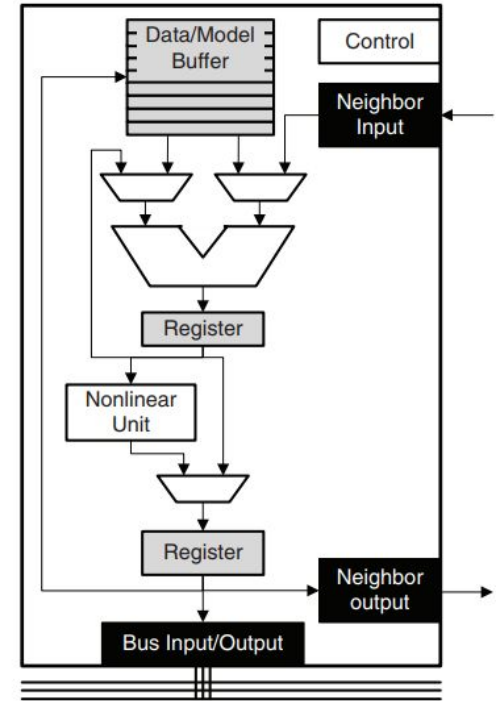 Data/Model
Buffer
Control
Neighbor
Input
Register
Nonlinear
Unit
Register
Neighbor
output
Bus Input/Output